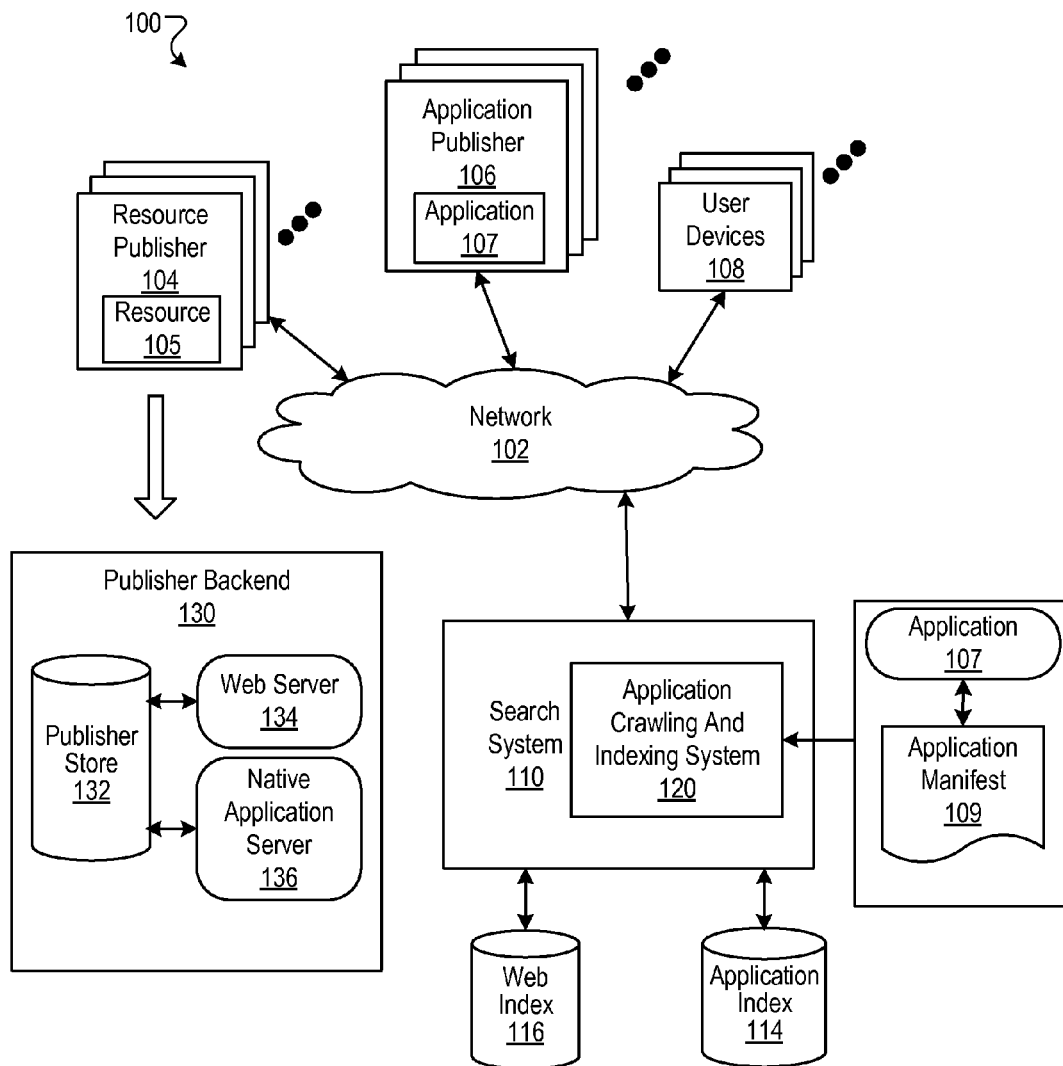 100
Application
Publisher
106
Application
107
Resource
Publisher
104
Resource
105
User
Devices
108
Network
102
Publisher Backend
130
Publisher
Store
132
Web Server
134
Native
Application
Server
136
Search
System
110
Application
Crawling And
Indexing System
120
Application
107
Application
Manifest
109
Web
Index
116
Application
Index
114